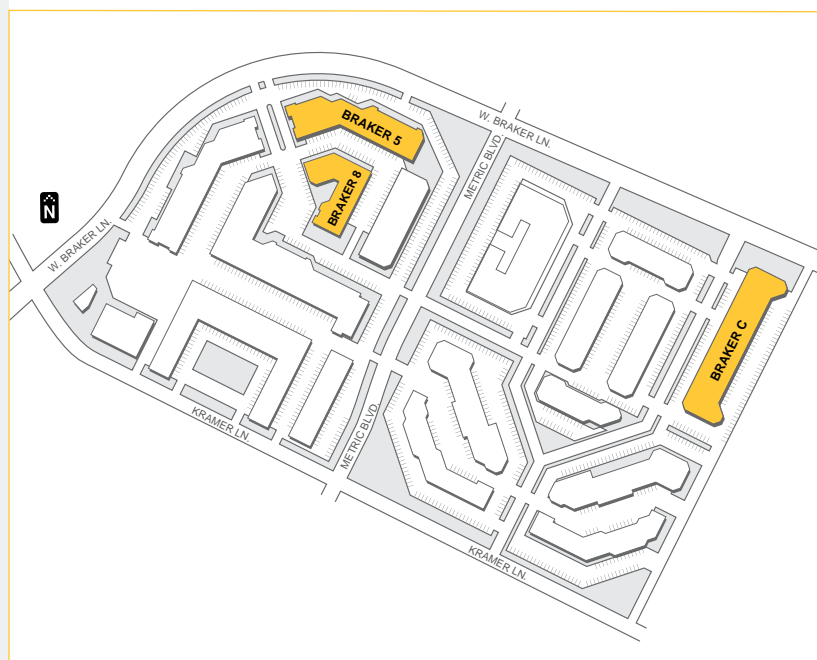 W. BRAKER LN.
BRAKER 5
METRIC BLVD.
BRAKER 8
N
W. BRAKER LN.
BRAKER C
KRAMER LN.
METRIC BLVD.
KRAMER LN.